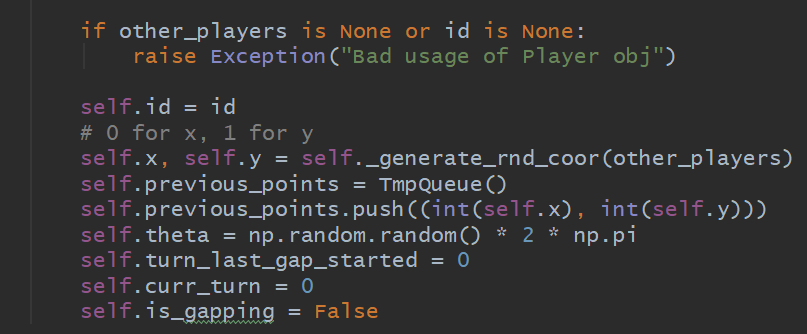 if other_players is None or id is None:
    raise Exception("Bad usage of Player obj")
self.id = id
# 0 for x, 1 for y
self.x, self.y = self._generate_rnd_coor(other_players)
self.previous_points = TmpQueue()
self.previous_points.push((int(self.x), int(self.y)))
self.theta = np.random.random() * 2 * np.pi
self.turn_last_gap_started = 0
self.curr_turn = 0
self.is_gapping = False